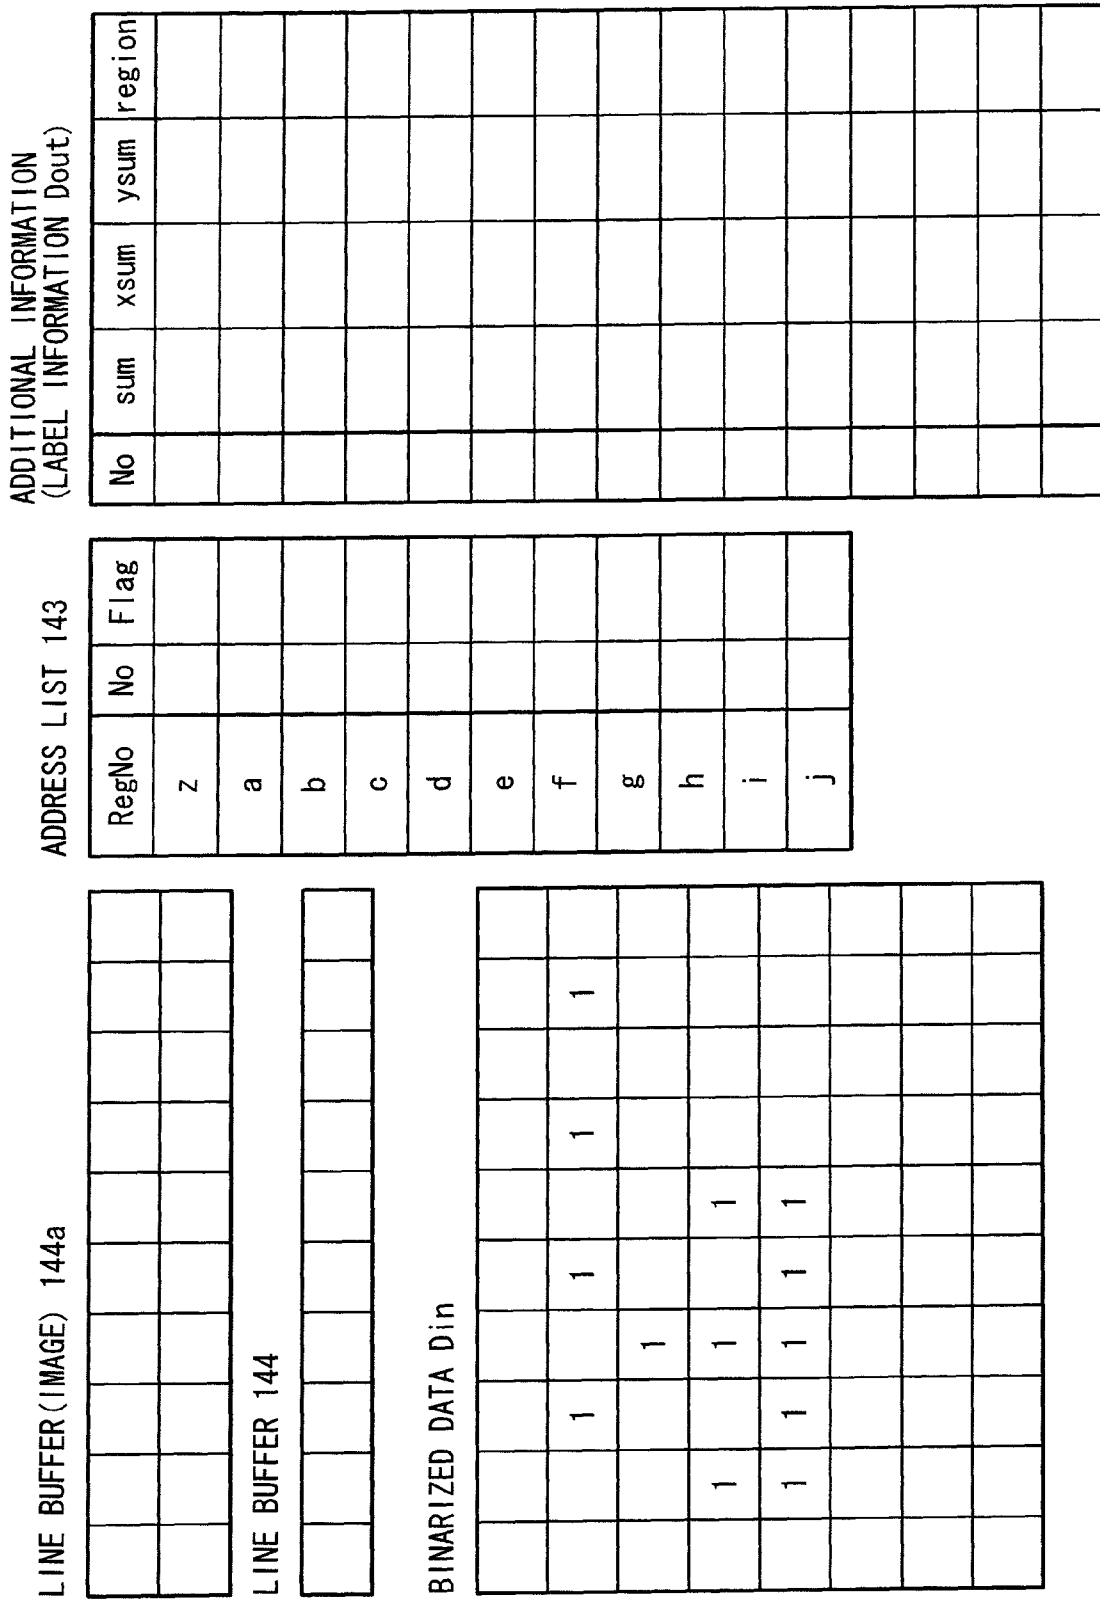 LINE BUFFER(IMAGE) 144a
LINE BUFFER 144
BINARIZED DATA Din
1 1 1 1
1
1 1 1
1 1 1 1 1
ADDRESS LIST 143
RegNo No Flag
z
a
b
c
d
e
f
g
h
i
j
ADDITIONAL INFORMATION
(LABEL INFORMATION Dout)
No sum xsum ysum region